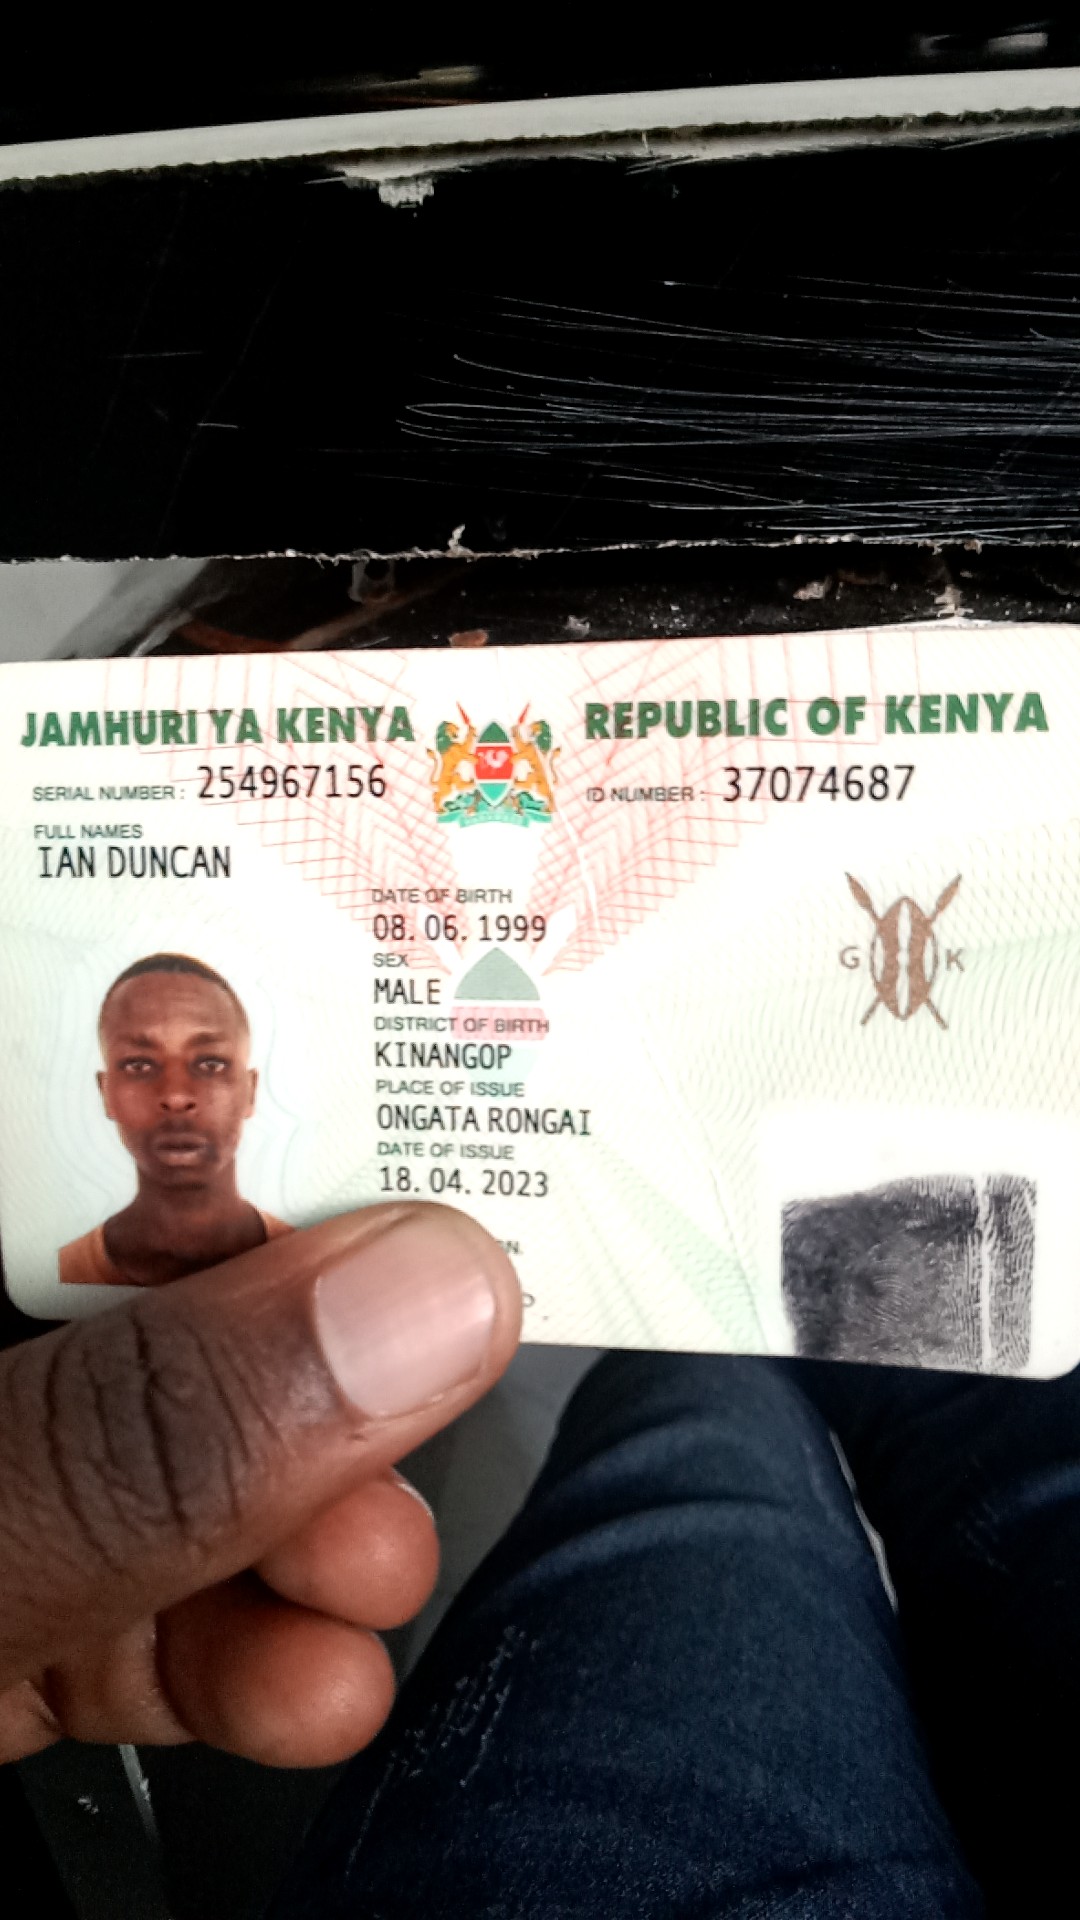 JAMHURI YA KENYA
REPUBLIC OF KENYA
SERIAL NUMBER: 254967156
ID NUMBER: 37074687
FULL NAMES
IAN DUNCAN
DATE OF BIRTH
08.06.1999
SEX
MALE
DISTRICT OF BIRTH
KINANGOP
PLACE OF ISSUE
ONGATA RONGAI
DATE OF ISSUE
18.04.2023
G K